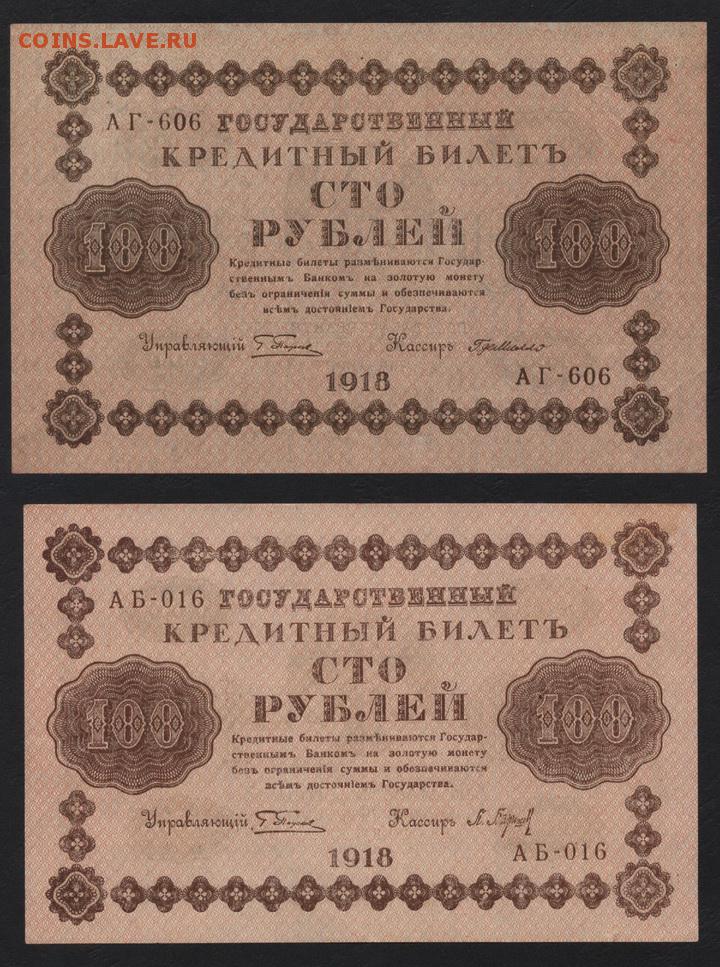 COINS.LAVE.RU
АГ-606 ГОСУДАРСТВЕННЫЙ
КРЕДИТНЫЙ БИЛЕТЪ
СТО
РУБЛЕЙ
100 100
Кредитные билеты размѣниваются Государ-
ственнымъ Банкомъ на золотую монету
безъ ограниченія суммы и обезпечиваются
всѣмъ достояніемъ Государства.
Управляющій Кассиръ
1918 АГ-606
АБ-016 ГОСУДАРСТВЕННЫЙ
КРЕДИТНЫЙ БИЛЕТЪ
СТО
РУБЛЕЙ
100 100
Кредитные билеты размѣниваются Государ-
ственнымъ Банкомъ на золотую монету
безъ ограниченія суммы и обезпечиваются
всѣмъ достояніемъ Государства.
Управляющій Кассиръ
1918 АБ-016